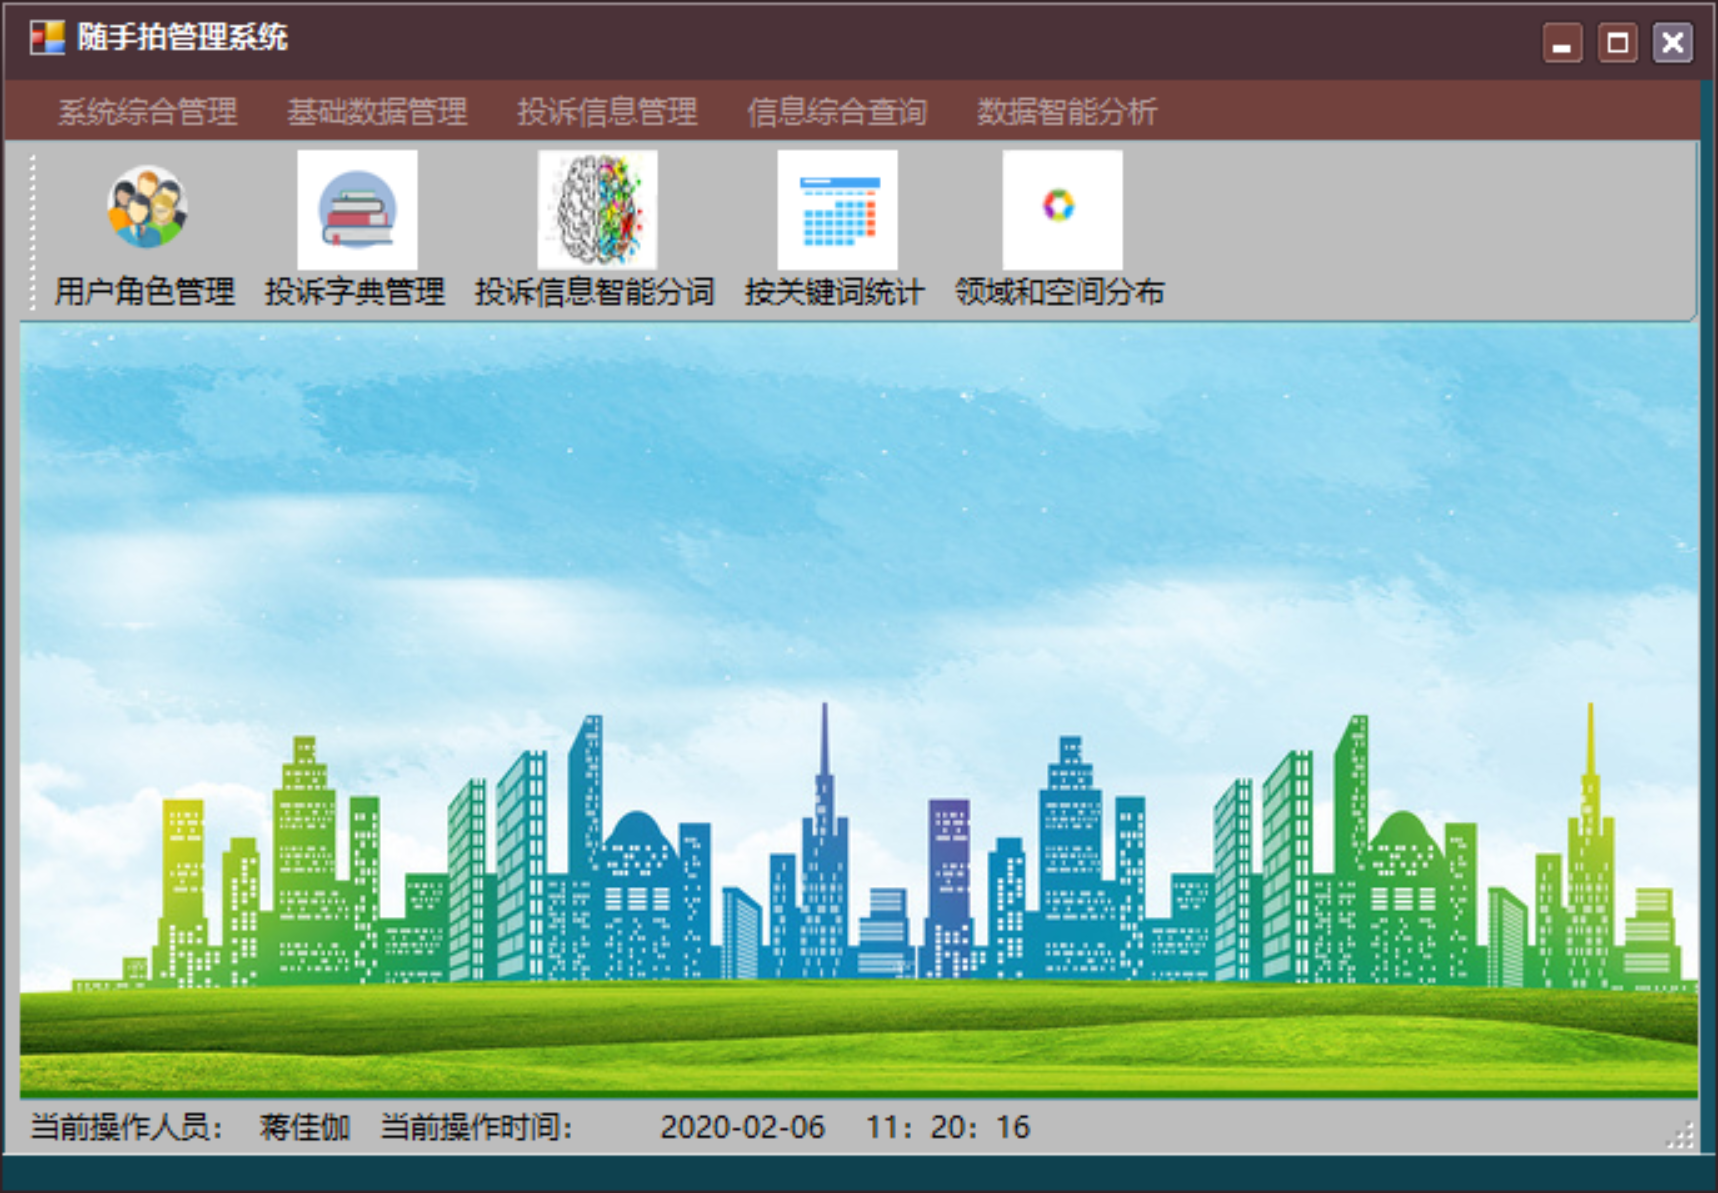 随手拍管理系统
系统综合管理 基础数据管理 投诉信息管理 信息综合查询 数据智能分析
用户角色管理 投诉字典管理 投诉信息智能分词 按关键词统计 领域和空间分布
当前操作人员： 蒋佳伽 当前操作时间： 2020-02-06 11：20：16